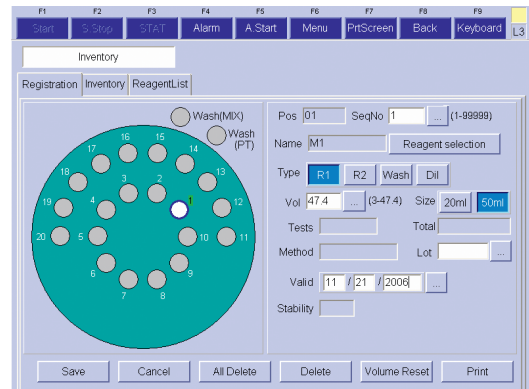 F1 F2 F3 F4 F5 F6 F7 F8 F9
Start S.Stop STAT Alarm A.Start Menu PrtScreen Back Keyboard L3
Inventory
Registration Inventory ReagentList
Wash(MIX)
Wash
(PT)
16 15
17 14
18 13
3 2
19 4 1 12
20 5 10 11
6 9
7 8
Pos 01 SeqNo 1 ... (1-99999)
Name M1 Reagent selection
Type R1 R2 Wash Dil
Vol 47.4 ... (3-47.4) Size 20ml 50ml
Tests Total
Method Lot ...
Valid 11 / 21 / 2006 ...
Stability
Save Cancel All Delete Delete Volume Reset Print